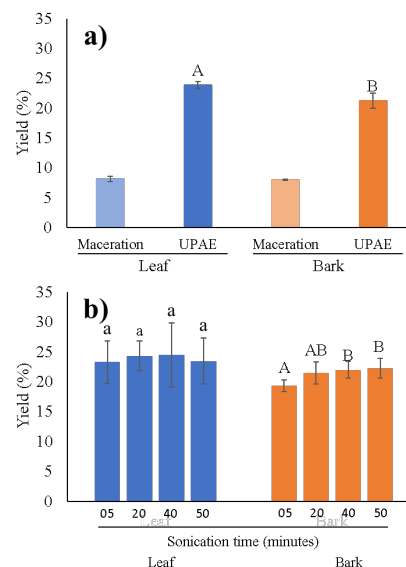 a)
35
30
25
20
15
10
5
0
Yield (%)
A
B
Maceration UPAE Maceration UPAE
Leaf Bark
b)
35
30
25
20
15
10
5
0
Yield (%)
a a a a A AB B B
05 20 40 50 05 20 40 50
Leaf Bark
Sonication time (minutes)
Leaf Bark